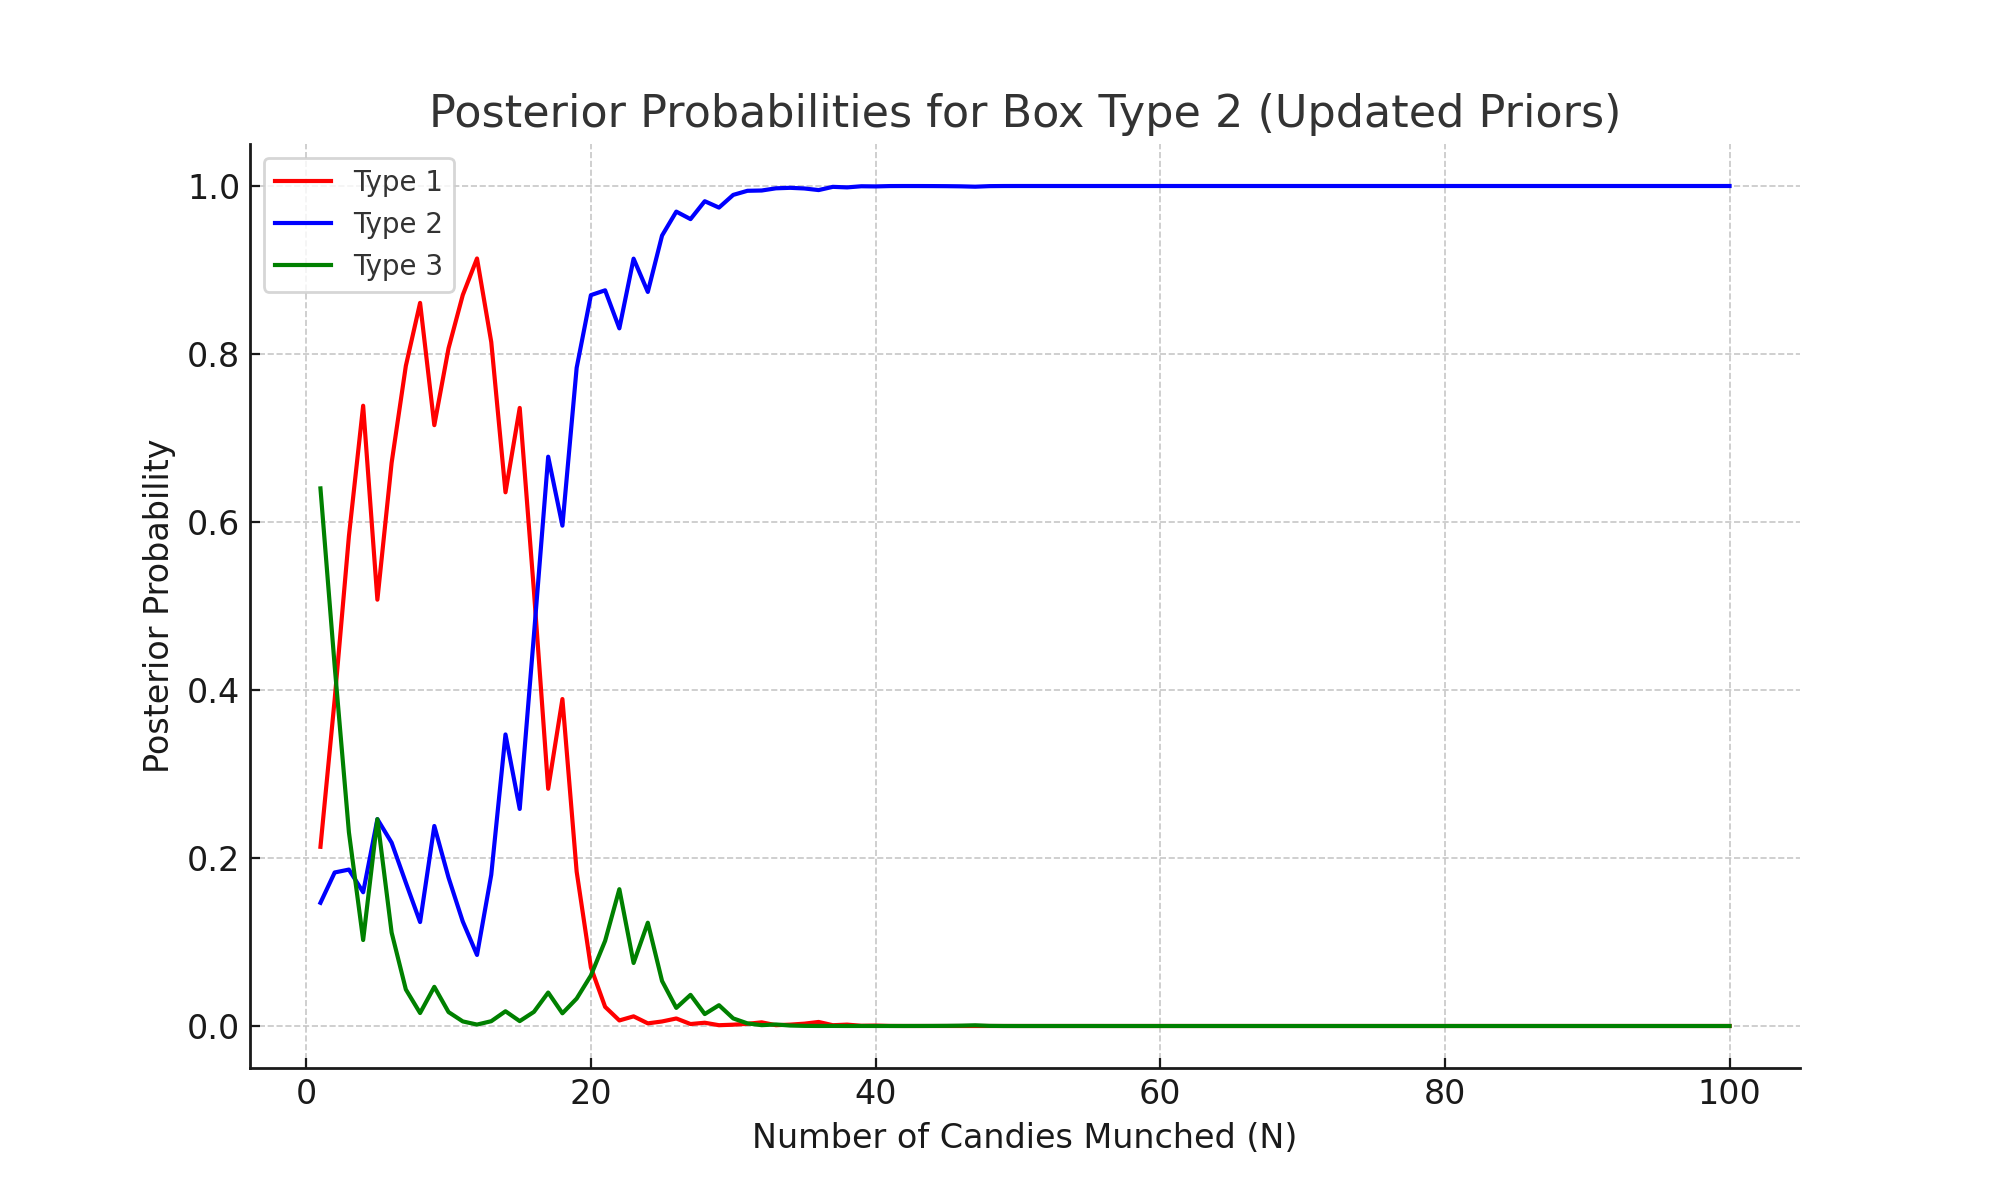 Posterior Probabilities for Box Type 2 (Updated Priors)
Type 1
Type 2
Type 3
1.0
0.8
0.6
0.4
0.2
0.0
Posterior Probability
0 20 40 60 80 100
Number of Candies Munched (N)